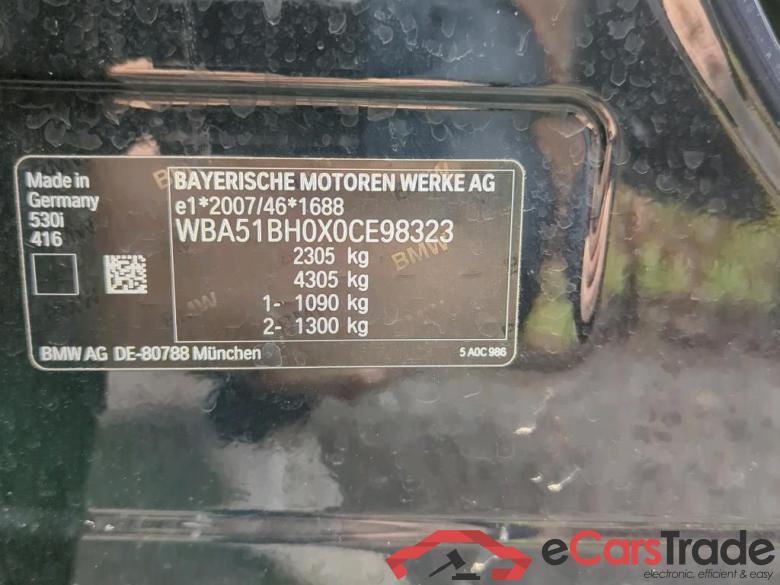 Made in
Germany
530i
416
BAYERISCHE MOTOREN WERKE AG
e1*2007/46*1688
WBA51BH0X0CE98323
2305 kg
4305 kg
1- 1090 kg
2- 1300 kg
BMW AG DE-80788 München
5 A0C 986
BMW
eCarsTrade
electronic, efficient & easy